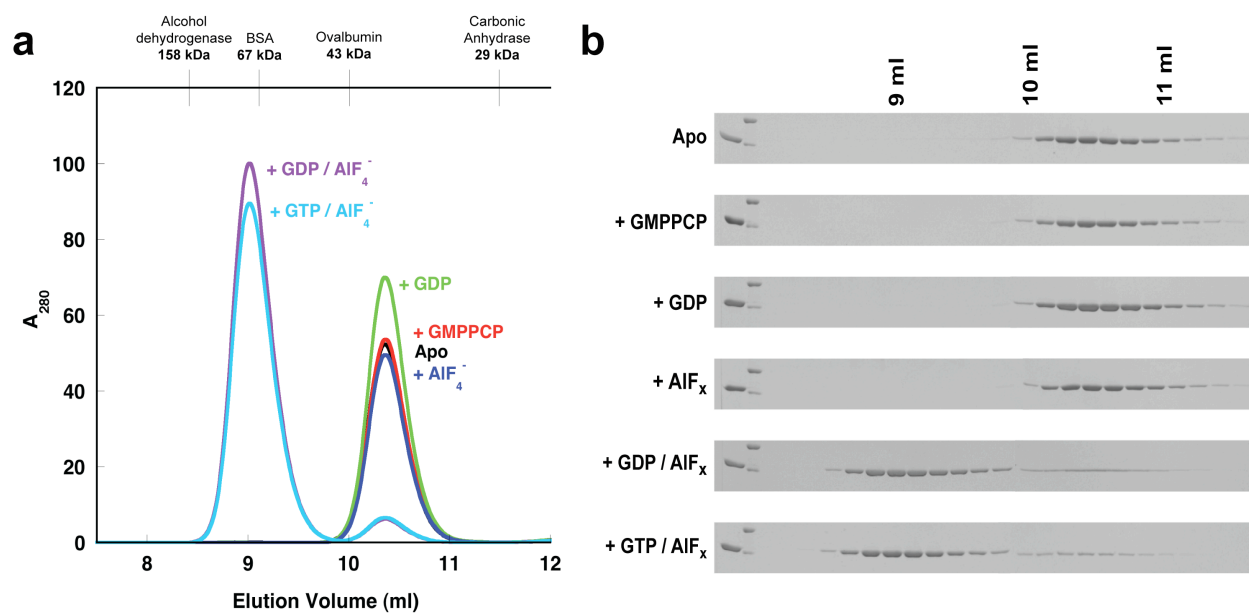 a
Alcohol
dehydrogenase
158 kDa
BSA
67 kDa
Ovalbumin
43 kDa
Carbonic
Anhydrase
29 kDa
120
100
80
60
40
20
0
A280
+ GDP / AlF4-
+ GTP / AlF4-
+ GDP
+ GMPPCP
Apo
+ AlF4-
8
9
10
11
12
Elution Volume (ml)
b
9 ml
10 ml
11 ml
Apo
+ GMPPCP
+ GDP
+ AlFx
+ GDP / AlFx
+ GTP / AlFx